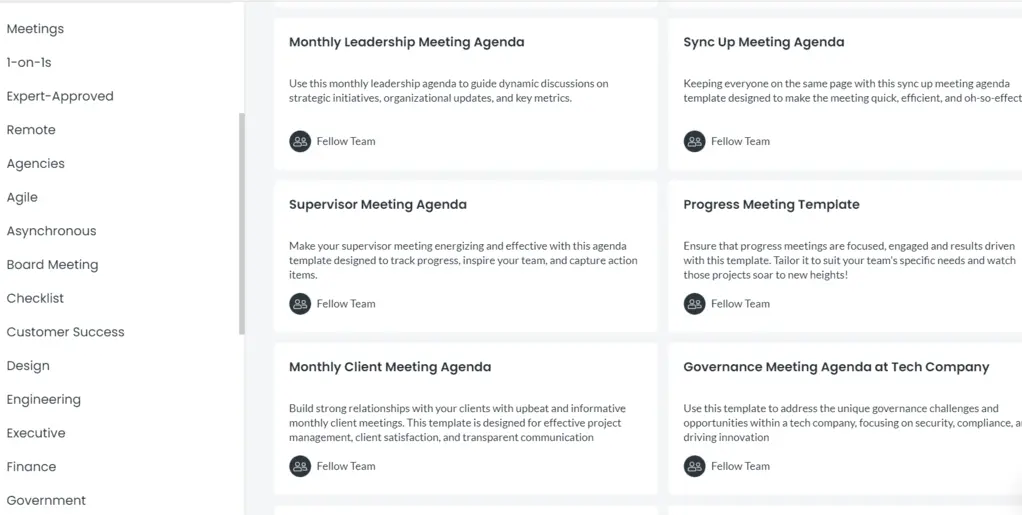 Meetings
1-on-1s
Expert-Approved
Remote
Agencies
Agile
Asynchronous
Board Meeting
Checklist
Customer Success
Design
Engineering
Executive
Finance
Government
Monthly Leadership Meeting Agenda
Use this monthly leadership agenda to guide dynamic discussions on
strategic initiatives, organizational updates, and key metrics.
Fellow Team
Sync Up Meeting Agenda
Keeping everyone on the same page with this sync up meeting agenda
template designed to make the meeting quick, efficient, and oh-so-effect
Fellow Team
Supervisor Meeting Agenda
Make your supervisor meeting energizing and effective with this agenda
template designed to track progress, inspire your team, and capture action
items.
Fellow Team
Progress Meeting Template
Ensure that progress meetings are focused, engaged and results driven
with this template. Tailor it to suit your team's specific needs and watch
those projects soar to new heights!
Fellow Team
Monthly Client Meeting Agenda
Build strong relationships with your clients with upbeat and informative
monthly client meetings. This template is designed for effective project
management, client satisfaction, and transparent communication
Fellow Team
Governance Meeting Agenda at Tech Company
Use this template to address the unique governance challenges and
opportunities within a tech company, focusing on security, compliance,
driving innovation
Fellow Team